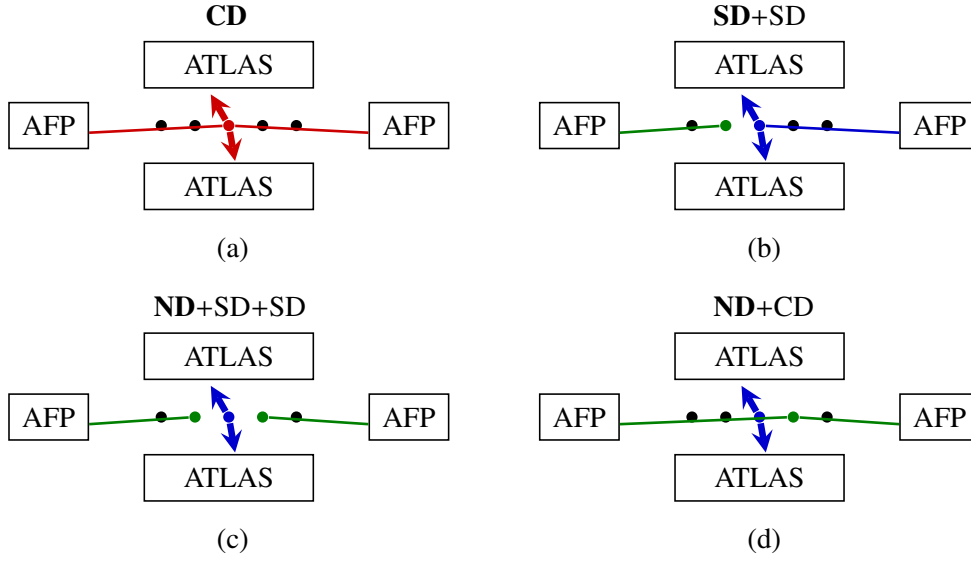 CD
ATLAS
AFP
AFP
ATLAS
(a)
SD+SD
ATLAS
AFP
AFP
ATLAS
(b)
ND+SD+SD
ATLAS
AFP
AFP
ATLAS
(c)
ND+CD
ATLAS
AFP
AFP
ATLAS
(d)